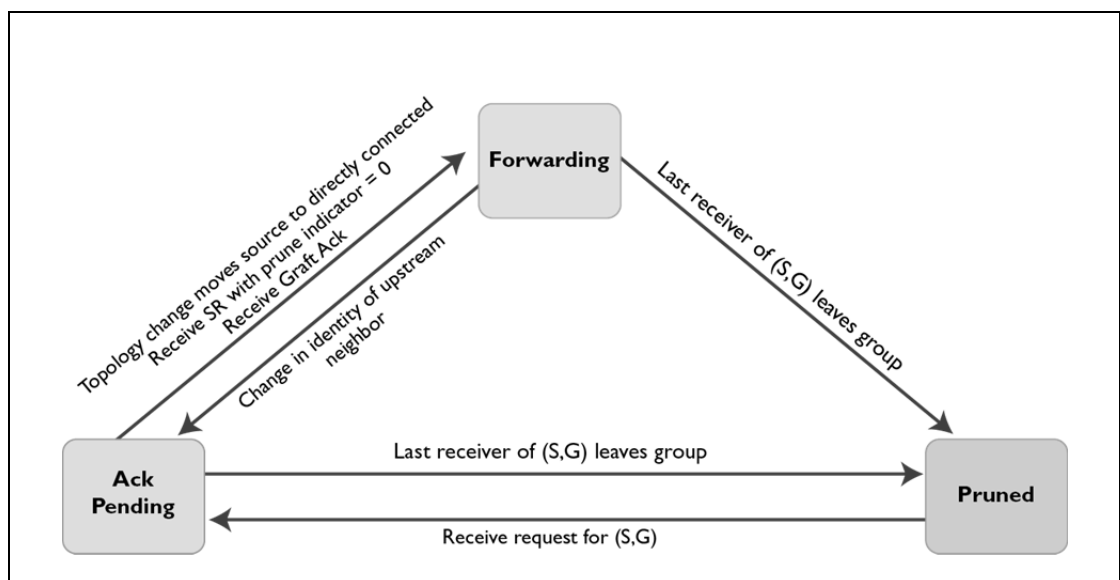 Forwarding
Topology change moves source to directly connected
Receive SR with prune indicator = 0
Receive Graft Ack
Change in identity of upstream
neighbor
Last receiver of (S,G) leaves group
Ack
Pending
Last receiver of (S,G) leaves group
Receive request for (S,G)
Pruned